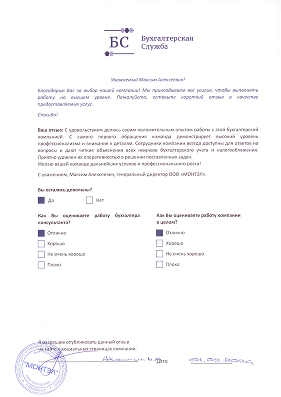 БС
Бухгалтерская
Служба
Уважаемый Максим Алексеевич!
Благодарим Вас за выбор нашей компании! Мы прикладываем все усилия, чтобы выполнять
работу на высшем уровне. Пожалуйста, оставьте короткий отзыв о качестве
предоставляемых услуг.
Спасибо!
Ваш отзыв: С удовольствием делюсь своим положительным опытом работы с этой бухгалтерской
компанией. С самого первого обращения команда демонстрирует высокий уровень
профессионализма и внимания к деталям. Сотрудники компании всегда доступны для ответов на
вопросы и дают четкие объяснения всех нюансов бухгалтерского учета и налогообложения.
Приятно удивлен их оперативностью в решении поставленных задач.
Желаю вашей команде дальнейших успехов и профессионального роста!
С уважением, Максим Алексеевич, генеральный директор ООО «МОНТЭЛ».
Вы остались довольны?
Да Нет
Как Вы оцениваете работу бухгалтера
консультанта?
Отлично
Хорошо
Не очень хорошо
Плохо
Как Вы оцениваете работу компании
в целом?
Отлично
Хорошо
Не очень хорошо
Плохо
Я разрешаю опубликовать данный отзыв
на сайте и социальных страницах компании.
"МОНТЭЛ"
Дата